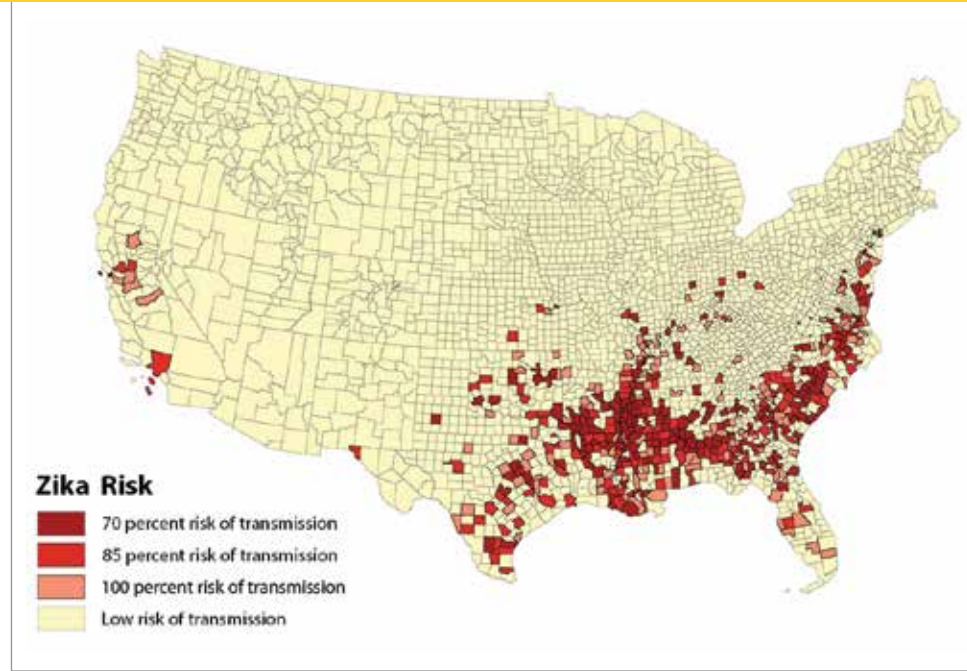 Zika Risk
70 percent risk of transmission
85 percent risk of transmission
100 percent risk of transmission
Low risk of transmission